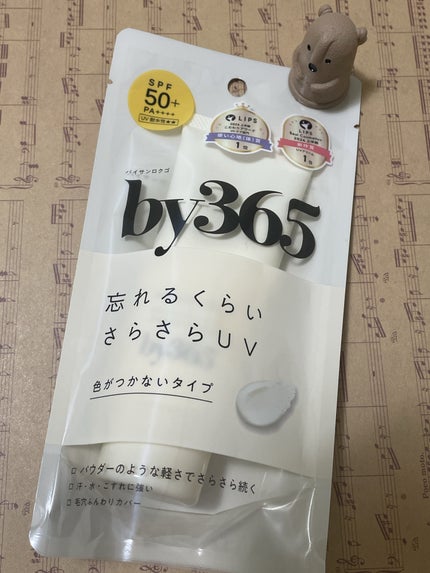 SPF
50+
PA++++
UV耐水性★★
LIPS
1位
LIPS
1位
バイサンロクゴ
by365
忘れるくらい
さらさらUV
色がつかないタイプ
パウダーのような軽さでさらさら続く
汗・水・こすれに強い
毛穴ふんわりカバー